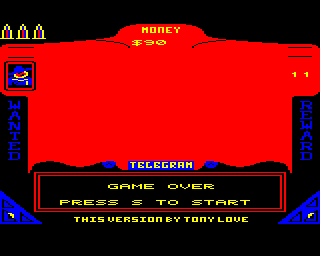 MONEY
$90
11
WANTED
REWARD
TELEGRAM
GAME OVER
PRESS S TO START
THIS VERSION BY TONY LOVE